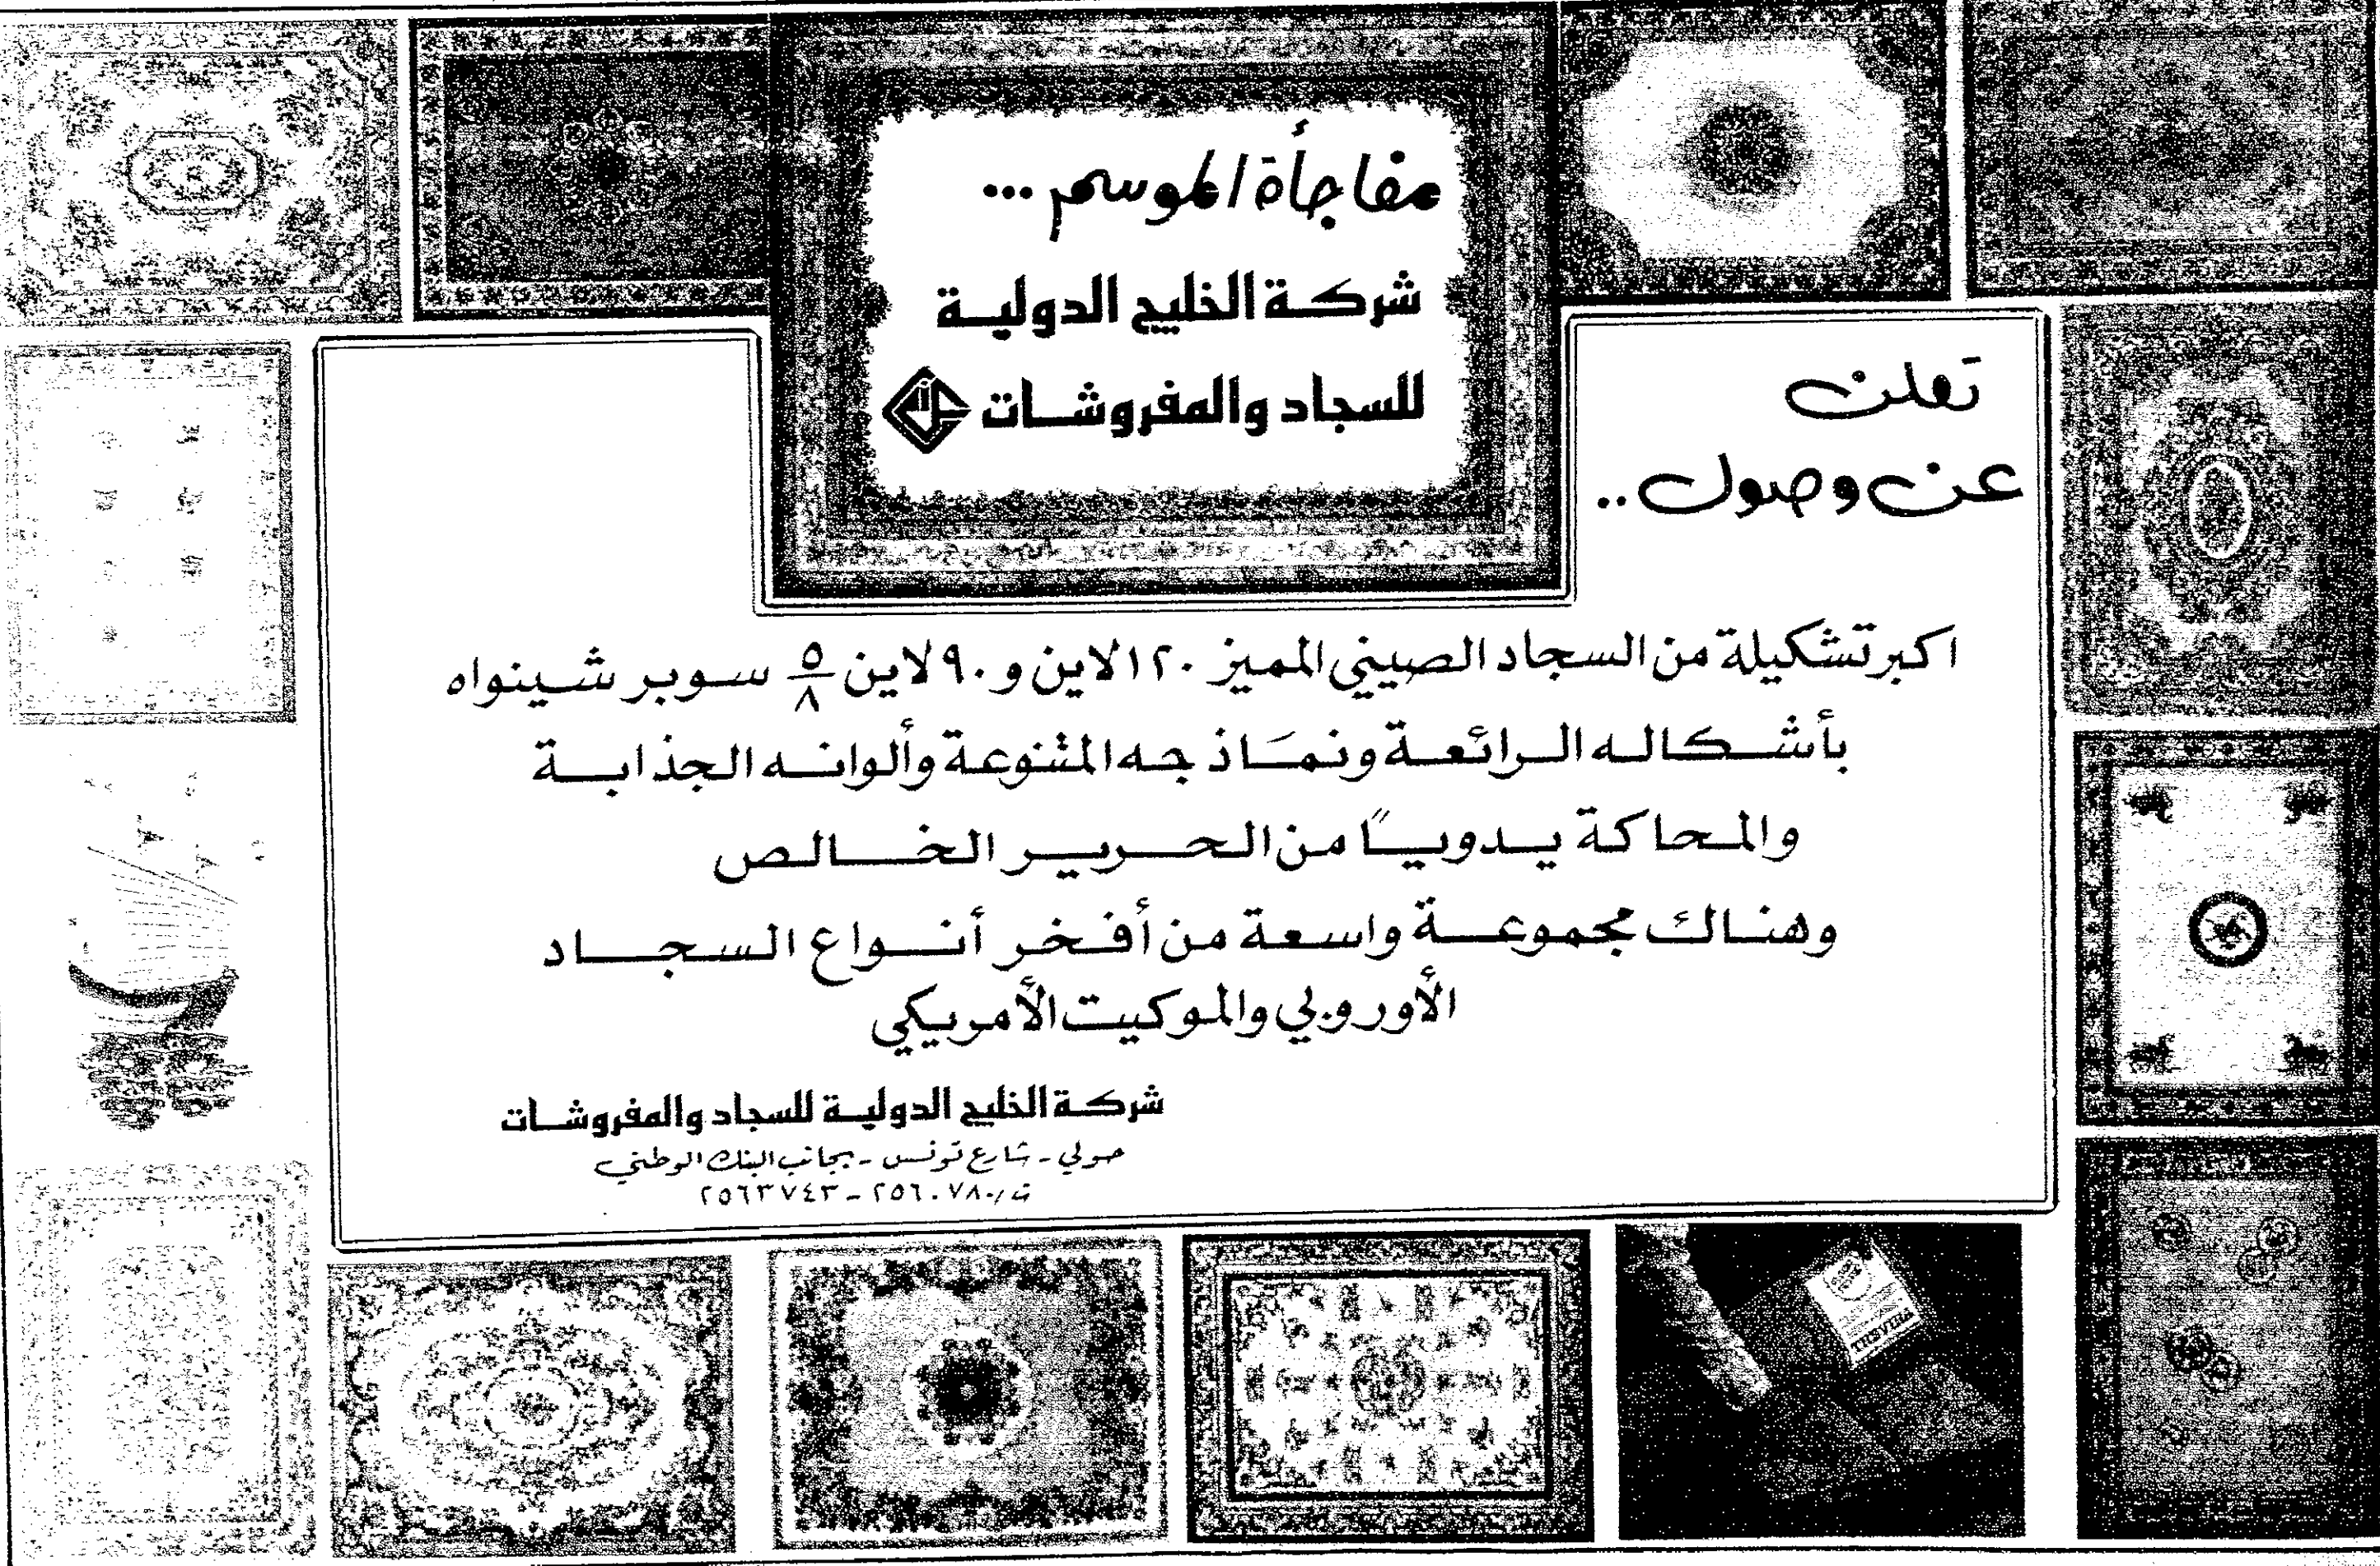 مفاجأة الموسم...
شركة الخليج الدولية
للسجاد والمفروشات
تعلن
عن وصول..
اكبر تشكيلة من السجاد الصيني المميز ١٢٠ لاين و ٩٠ لاين ٥/٨ سوبر شينواه
بأشكاله الرائعة ونماذجه المتنوعة وألوانه الجذابة
والمحاكة يدوياً من الحرير الخالص
وهناك مجموعة واسعة من أفخر أنواع السجاد
الأوروبي والموكيت الأمريكي
شركة الخليج الدولية للسجاد والمفروشات
حولي - شارع تونس - بجانب البنك الوطني
ت/ ٢٥٦٠٧٨٠ - ٢٥٦٣٧٤٣